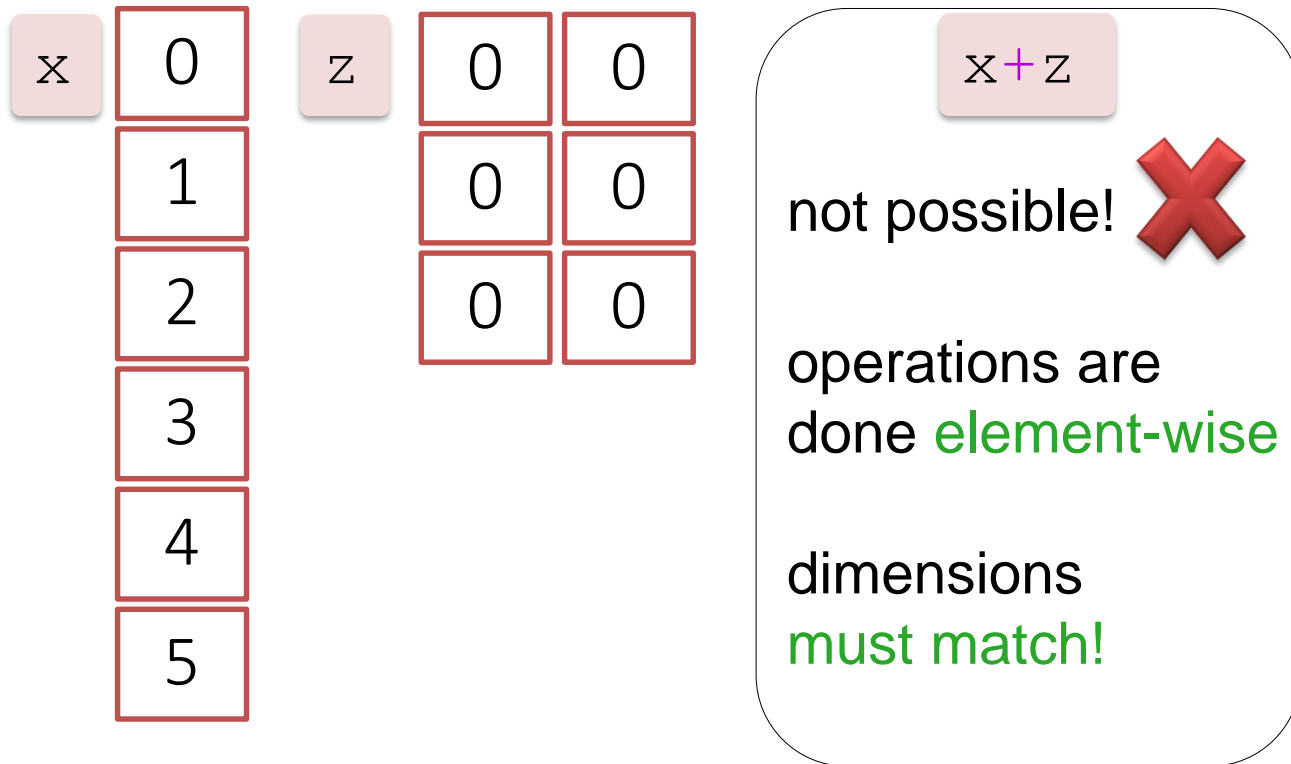 x
0
1
2
3
4
5
z
0 0
0 0
0 0
x+z
not possible!
operations are
done element-wise
dimensions
must match!